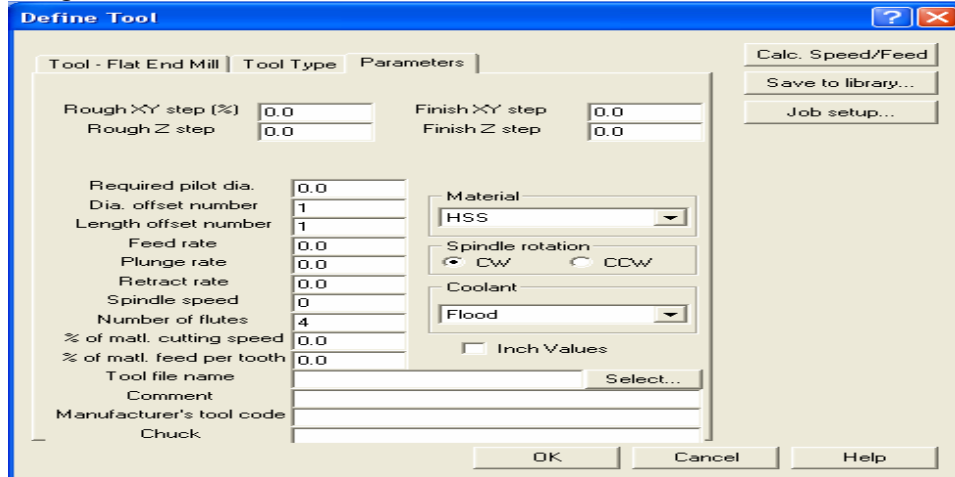 Define Tool
Calc. Speed/Feed
Tool - Flat End Mill Tool Type Parameters
Save to library...
Rough XY step (%) 0.0 Finish XY step 0.0 Job setup...
Rough Z step 0.0 Finish Z step 0.0
Required pilot dia. 0.0 Material
Dia. offset number 1 HSS
Length offset number 1
Feed rate 0.0 Spindle rotation
Plunge rate 0.0 CW CCW
Retract rate 0.0 Coolant
Spindle speed 0 Flood
Number of flutes 4
% of matl. cutting speed 0.0 Inch Values
% of matl. feed per tooth 0.0
Tool file name Select...
Comment
Manufacturer's tool code
Chuck
OK Cancel Help